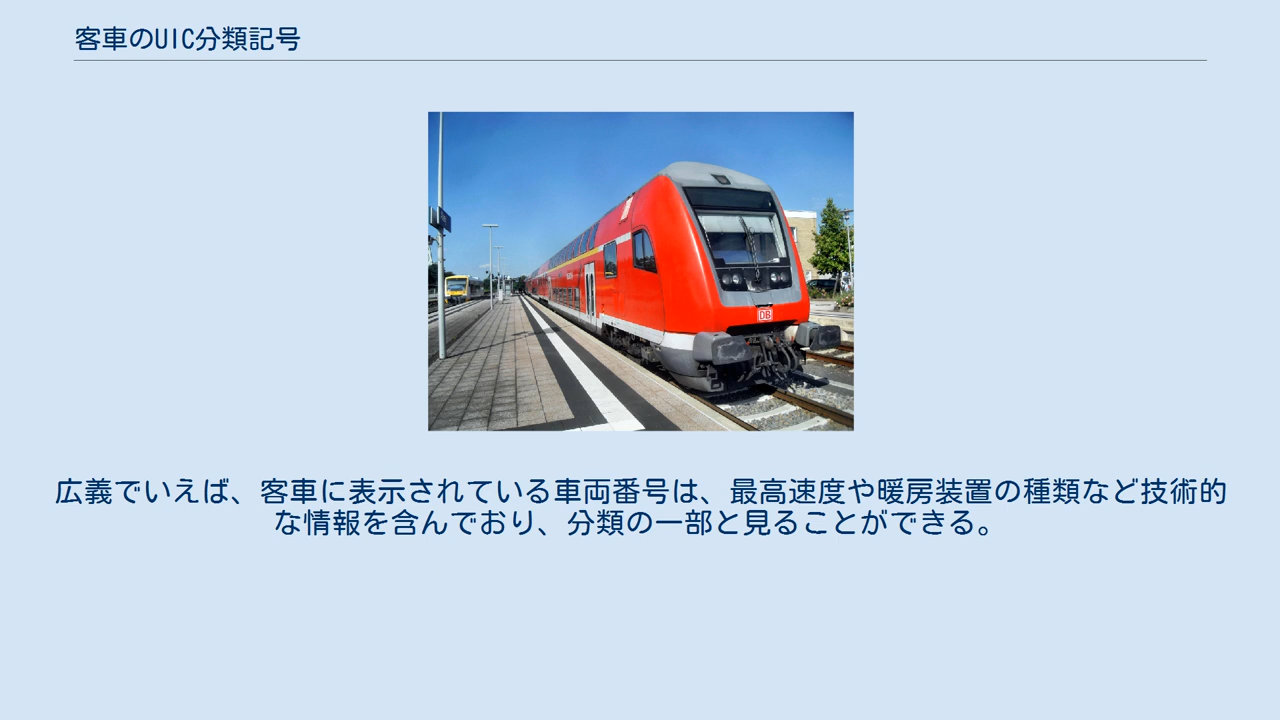 客車のUIC分類記号
DB
広義でいえば、客車に表示されている車両番号は、最高速度や暖房装置の種類など技術的
な情報を含んでおり、分類の一部と見ることができる。